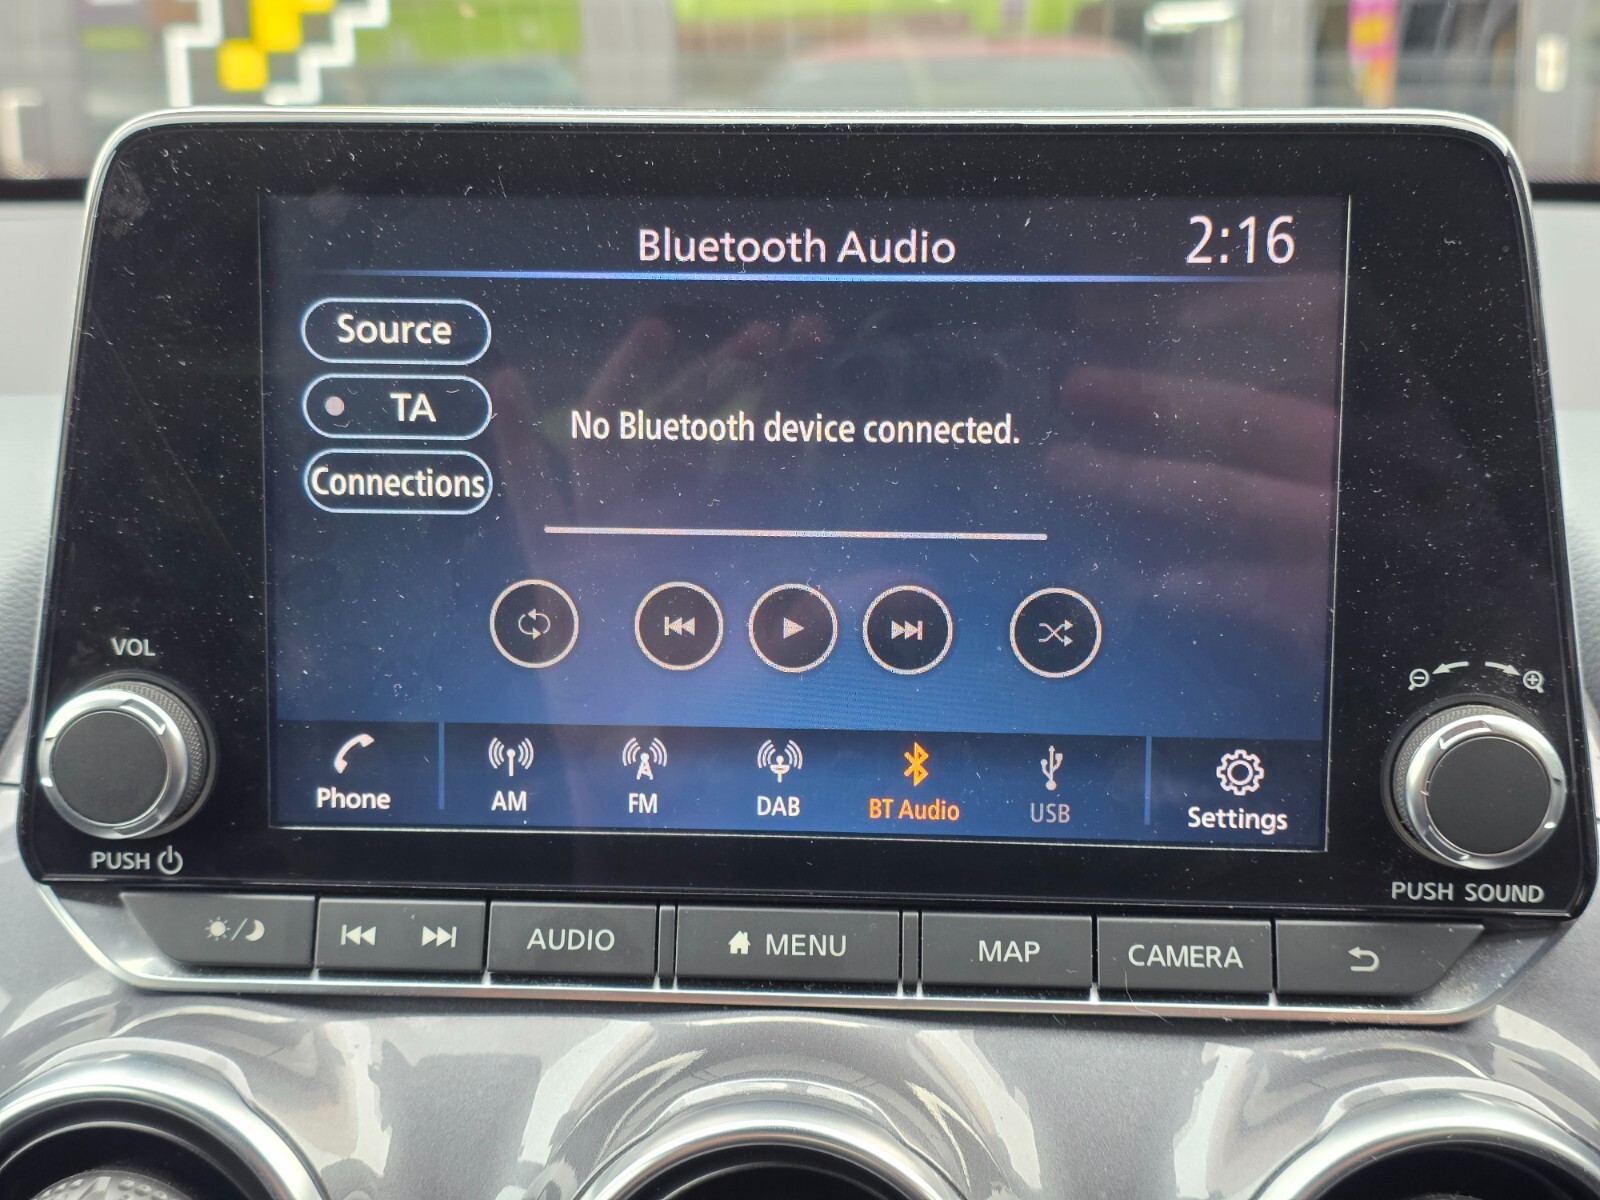 Bluetooth Audio
2:16
Source
TA
No Bluetooth device connected.
Connections
VOL
Phone
AM
FM
DAB
BT Audio
USB
Settings
PUSH
PUSH SOUND
AUDIO
MENU
MAP
CAMERA